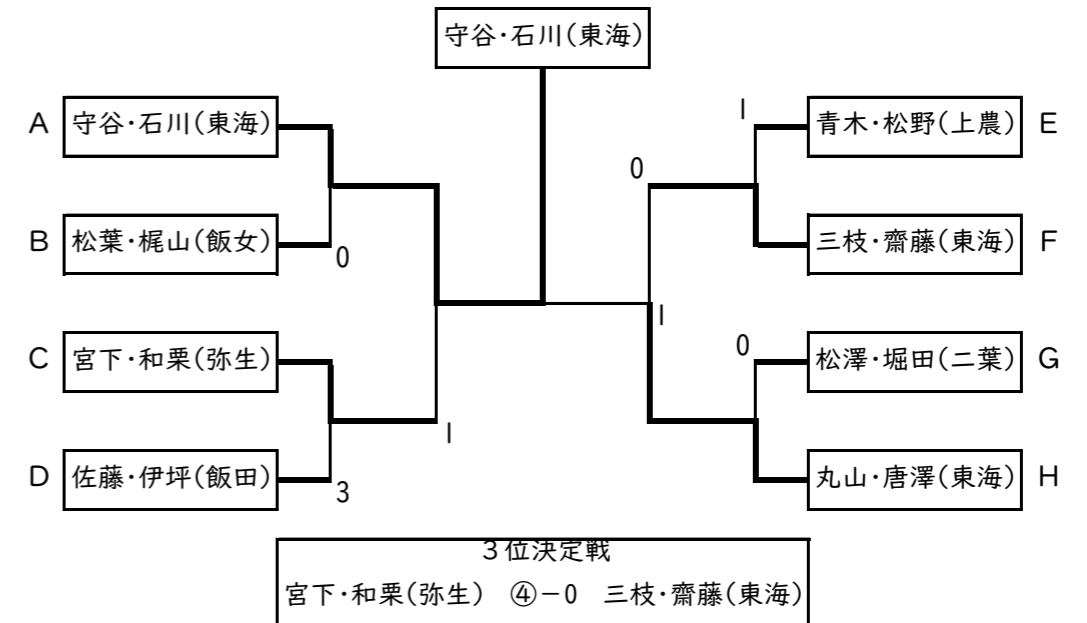 守谷・石川(東海)
A 守谷・石川(東海)
B 松葉・梶山(飯女)
0
C 宮下・和栗(弥生)
D 佐藤・伊坪(飯田)
3
1
1
青木・松野(上農) E
0
三枝・齋藤(東海) F
1
0
松澤・堀田(二葉) G
丸山・唐澤(東海) H
3位決定戦
宮下・和栗(弥生) ④－0 三枝・齋藤(東海)